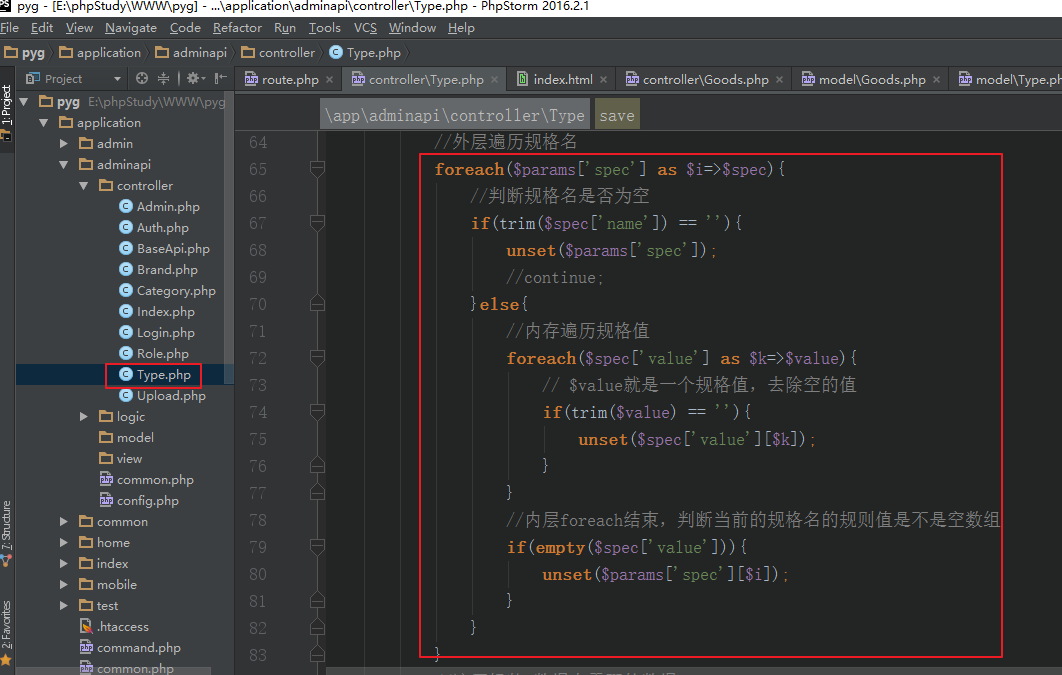 pyg - [E:\phpStudy\WWW\pyg] - ...\application\adminapi\controller\Type.php - PhpStorm 2016.2.1
File Edit View Navigate Code Refactor Run Tools VCS Window Help
pyg application adminapi controller Type.php
Project
route.php controller\Type.php index.html controller\Goods.php model\Goods.php model\Type.ph
1: Project
7: Structure
2: Favorites
pyg E:\phpStudy\WWW\pyg
application
admin
adminapi
controller
Admin.php
Auth.php
BaseApi.php
Brand.php
Category.php
Index.php
Login.php
Role.php
Type.php
Upload.php
logic
model
view
common.php
config.php
common
home
index
mobile
test
.htaccess
command.php
common.php
\app\adminapi\controller\Type save
64 //外层遍历规格名
65 foreach($params['spec'] as $i=>$spec){
66 //判断规格名是否为空
67 if(trim($spec['name']) == ''){
68 unset($params['spec']);
69 //continue;
70 }else{
71 //内存遍历规格值
72 foreach($spec['value'] as $k=>$value){
73 // $value就是一个规格值，去除空的值
74 if(trim($value) == ''){
75 unset($spec['value'][$k]);
76 }
77 }
78 //内层foreach结束，判断当前的规格名的规则值是不是空数组
79 if(empty($spec['value'])){
80 unset($params['spec'][$i]);
81 }
82 }
83 }